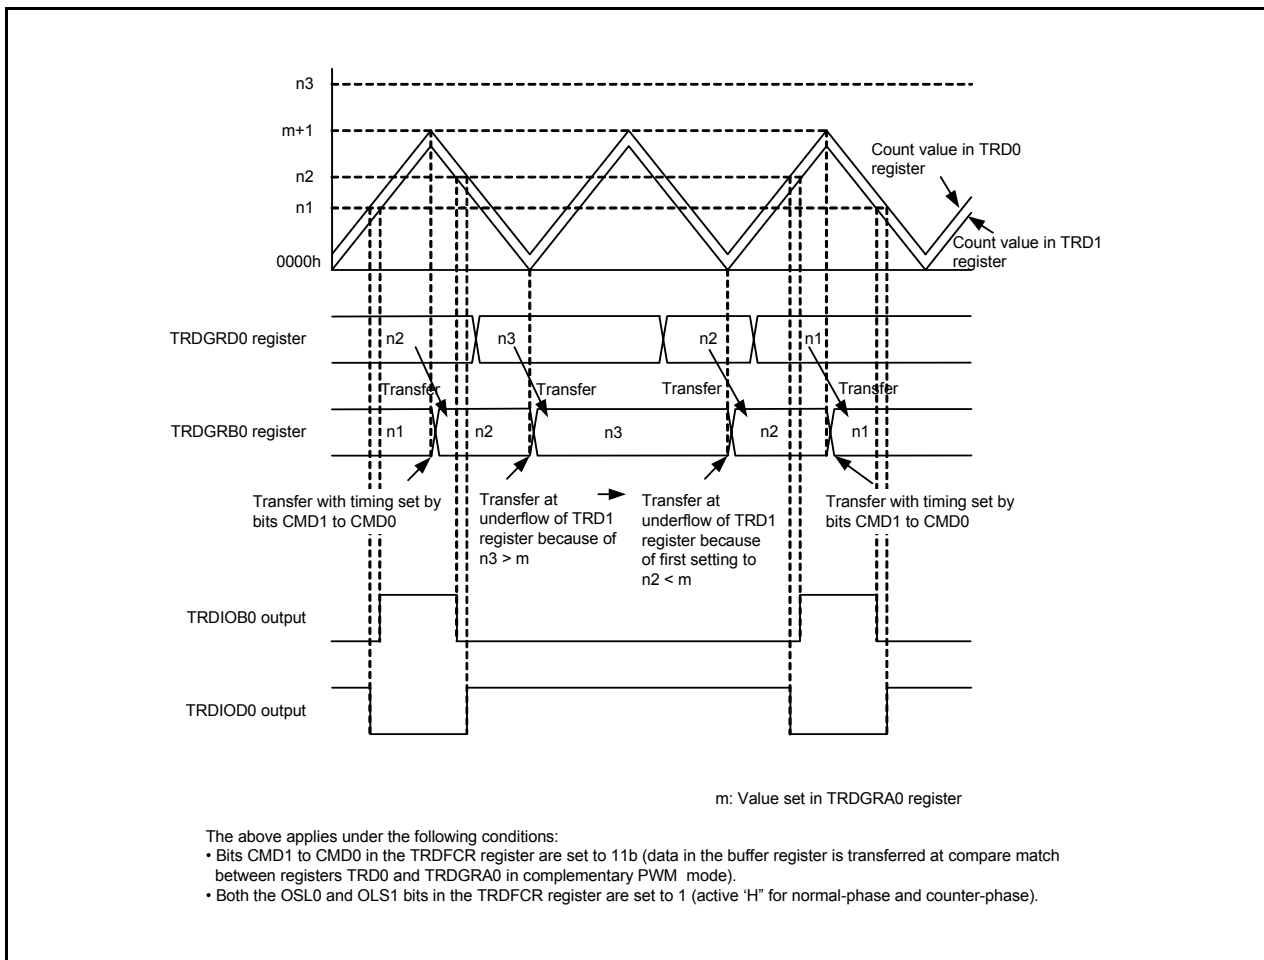 n3
m+1
n2
n1
0000h
Count value in TRD0
register
Count value in TRD1
register
TRDGRD0 register
n2
n3
n2
n1
Transfer
Transfer
Transfer
Transfer
TRDGRB0 register
n1
n2
n3
n2
n1
Transfer with timing set by
bits CMD1 to CMD0
Transfer at
underflow of TRD1
register because of
n3 > m
Transfer at
underflow of TRD1
register because
of first setting to
n2 < m
Transfer with timing set by
bits CMD1 to CMD0
TRDIOB0 output
TRDIOD0 output
m: Value set in TRDGRA0 register
The above applies under the following conditions:
• Bits CMD1 to CMD0 in the TRDFCR register are set to 11b (data in the buffer register is transferred at compare match
between registers TRD0 and TRDGRA0 in complementary PWM mode).
• Both the OSL0 and OLS1 bits in the TRDFCR register are set to 1 (active ‘H” for normal-phase and counter-phase).